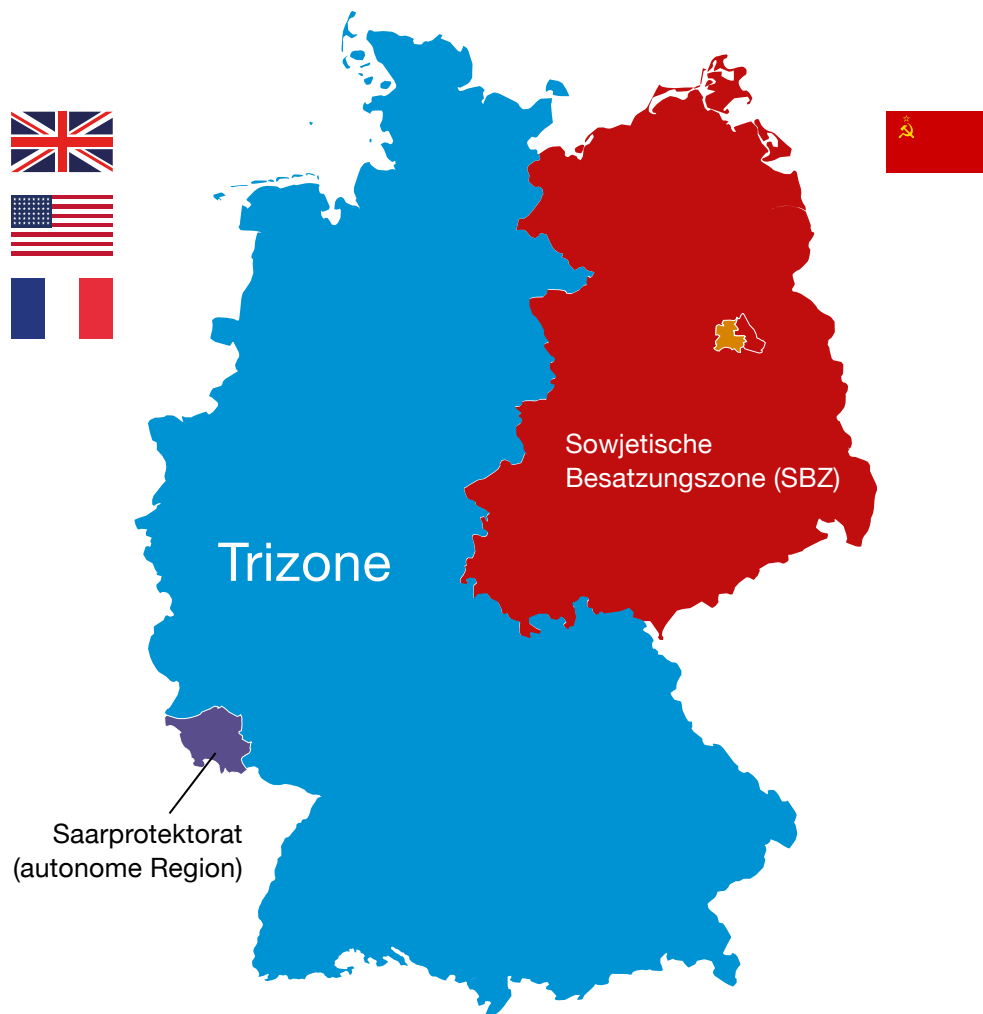 Sowjetische
Besatzungszone (SBZ)
Trizone
Saarprotektorat
(autonome Region)